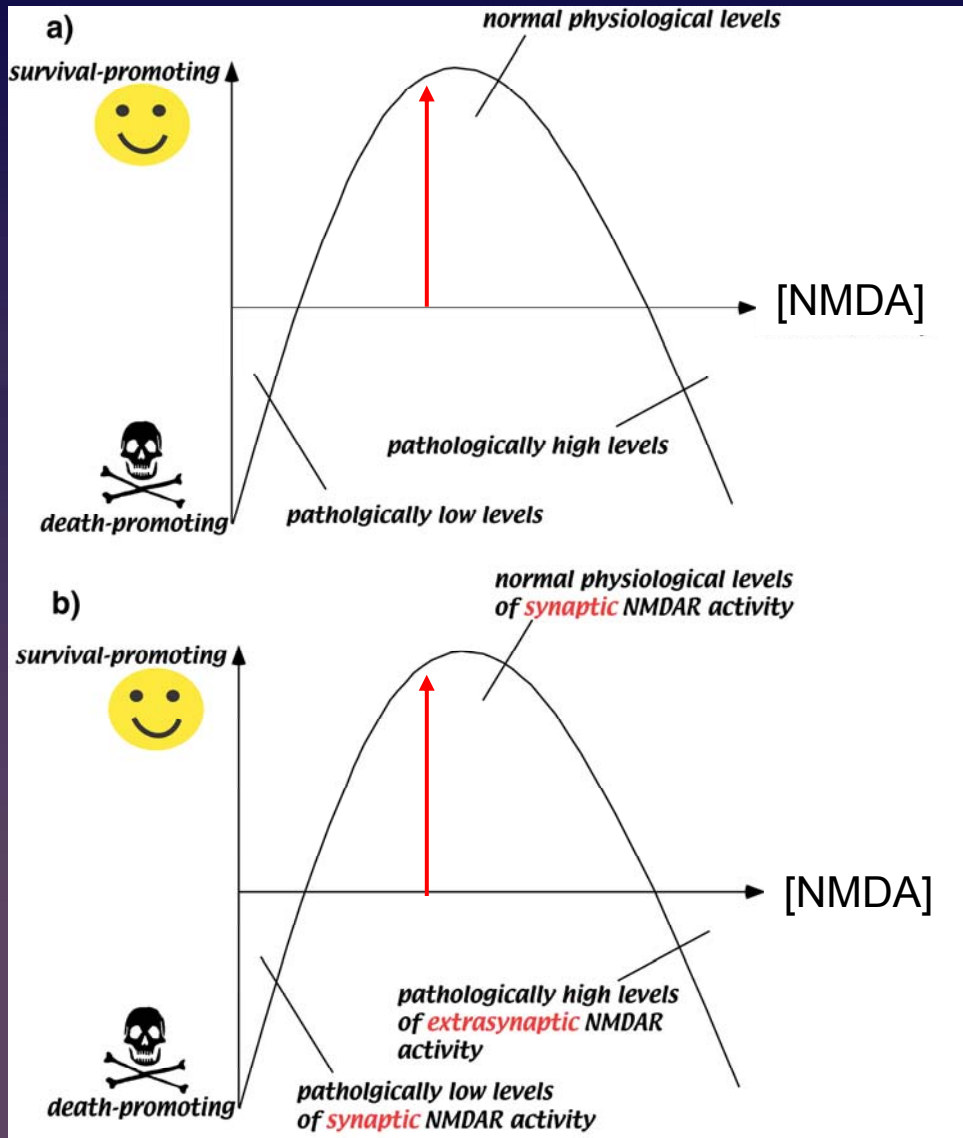 a)
normal physiological levels
survival-promoting
[NMDA]
pathologically high levels
patholgically low levels
death-promoting
b)
normal physiological levels
of synaptic NMDAR activity
survival-promoting
[NMDA]
pathologically high levels
of extrasynaptic NMDAR
activity
patholgically low levels
of synaptic NMDAR activity
death-promoting